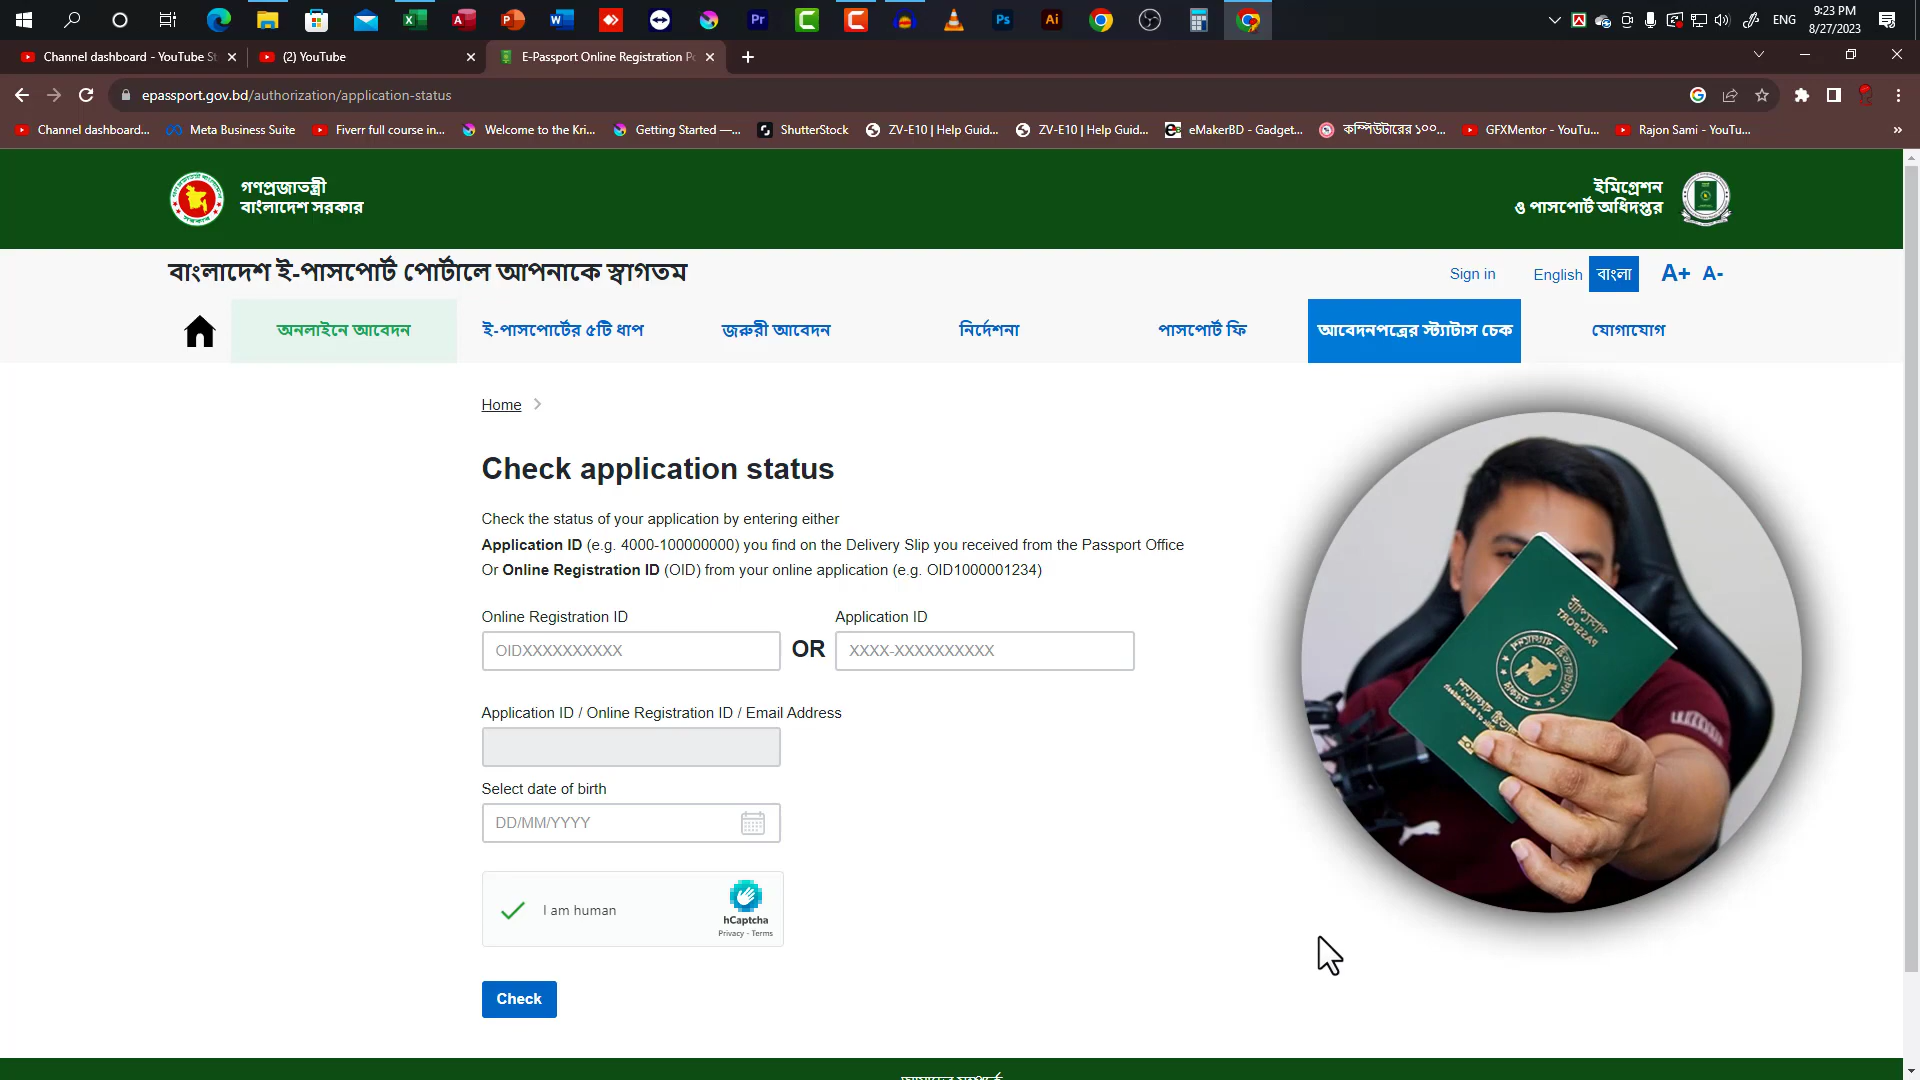 ENG
9:23 PM
8/27/2023
Channel dashboard - YouTube St
(2) YouTube
E-Passport Online Registration Po
epassport.gov.bd/authorization/application-status
Channel dashboard...
Meta Business Suite
Fiverr full course in...
Welcome to the Kri...
Getting Started —...
ShutterStock
ZV-E10 | Help Guid...
ZV-E10 | Help Guid...
eMakerBD - Gadget...
কম্পিউটারের ১০০...
GFXMentor - YouTu...
Rajon Sami - YouTu...
গণপ্রজাতন্ত্রী
বাংলাদেশ সরকার
ইমিগ্রেশন
ও পাসপোর্ট অধিদপ্তর
বাংলাদেশ ই-পাসপোর্ট পোর্টালে আপনাকে স্বাগতম
Sign in
English
বাংলা
A+ A-
অনলাইনে আবেদন
ই-পাসপোর্টের ৫টি ধাপ
জরুরী আবেদন
নির্দেশনা
পাসপোর্ট ফি
আবেদনপত্রের স্ট্যাটাস চেক
যোগাযোগ
Home
Check application status
Check the status of your application by entering either
Application ID (e.g. 4000-100000000) you find on the Delivery Slip you received from the Passport Office
Or Online Registration ID (OID) from your online application (e.g. OID1000001234)
Online Registration ID
Application ID
OIDXXXXXXXXXX
OR
XXXX-XXXXXXXXXX
Application ID / Online Registration ID / Email Address
Select date of birth
DD/MM/YYYY
I am human
hCaptcha
Privacy - Terms
Check
PASSPORT